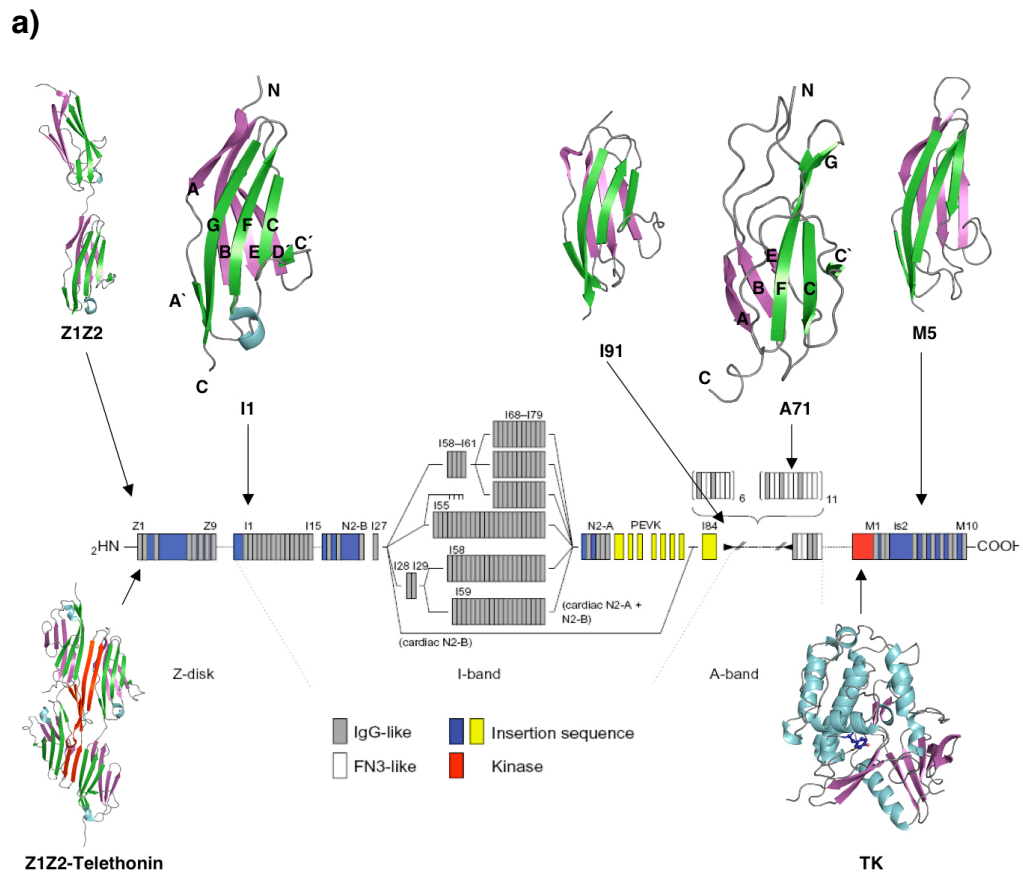 a)
N
A
G
F
C
B
E
D´
C´
A`
C
Z1Z2
I1
I91
N
G
E
C`
B
F
C
A
C
A71
M5
I68–I79
I58–I61
6
11
I55
Z1
Z9
I1
I15
N2-B
I27
N2-A
PEVK
I84
M1
is2
M10
2HN
COOH
I58
I28
I29
I59
(cardiac N2-A +
N2-B)
(cardiac N2-B)
Z-disk
I-band
A-band
IgG-like
Insertion sequence
FN3-like
Kinase
Z1Z2-Telethonin
TK